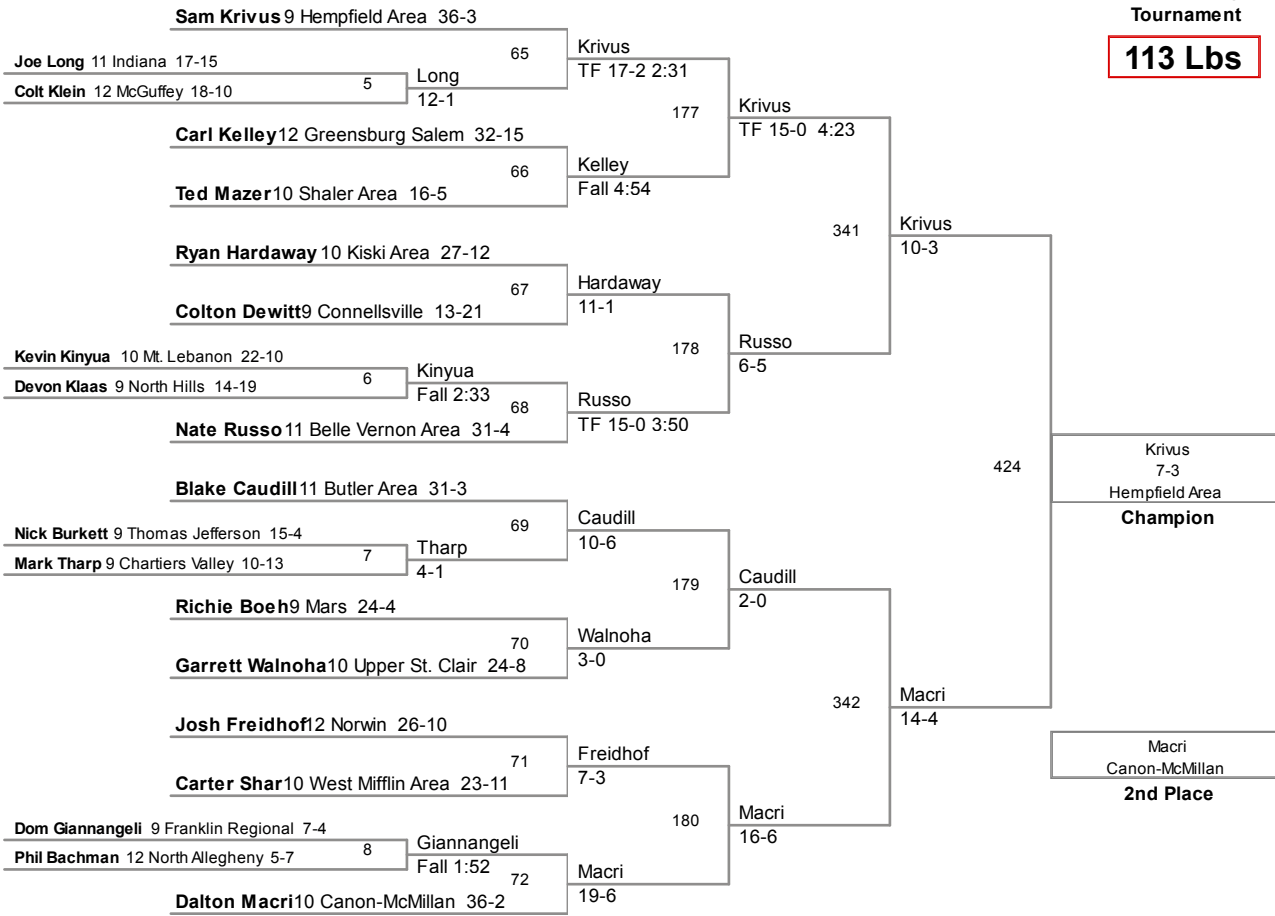 Tournament
113 Lbs
Sam Krivus 9 Hempfield Area 36-3
65
Joe Long 11 Indiana 17-15
Colt Klein 12 McGuffey 18-10
5
Long
12-1
Krivus
TF 17-2 2:31
Carl Kelley 12 Greensburg Salem 32-15
66
Ted Mazer 10 Shaler Area 16-5
Kelley
Fall 4:54
177
Krivus
TF 15-0 4:23
Ryan Hardaway 10 Kiski Area 27-12
67
Colton Dewitt 9 Connellsville 13-21
Hardaway
11-1
Kevin Kinyua 10 Mt. Lebanon 22-10
Devon Klaas 9 North Hills 14-19
6
Kinyua
Fall 2:33
68
Nate Russo 11 Belle Vernon Area 31-4
Russo
TF 15-0 3:50
178
Russo
6-5
341
Krivus
10-3
Blake Caudill 11 Butler Area 31-3
69
Nick Burkett 9 Thomas Jefferson 15-4
Mark Tharp 9 Chartiers Valley 10-13
7
Tharp
4-1
Caudill
10-6
Richie Boeh 9 Mars 24-4
70
Garrett Walnoha 10 Upper St. Clair 24-8
Walnoha
3-0
179
Caudill
2-0
Josh Freidhof 12 Norwin 26-10
71
Carter Shar 10 West Mifflin Area 23-11
Freidhof
7-3
Dom Giannangeli 9 Franklin Regional 7-4
Phil Bachman 12 North Allegheny 5-7
8
Giannangeli
Fall 1:52
72
Dalton Macri 10 Canon-McMillan 36-2
Macri
19-6
180
Macri
16-6
342
Macri
14-4
424
Krivus
7-3
Hempfield Area
Champion
Macri
Canon-McMillan
2nd Place